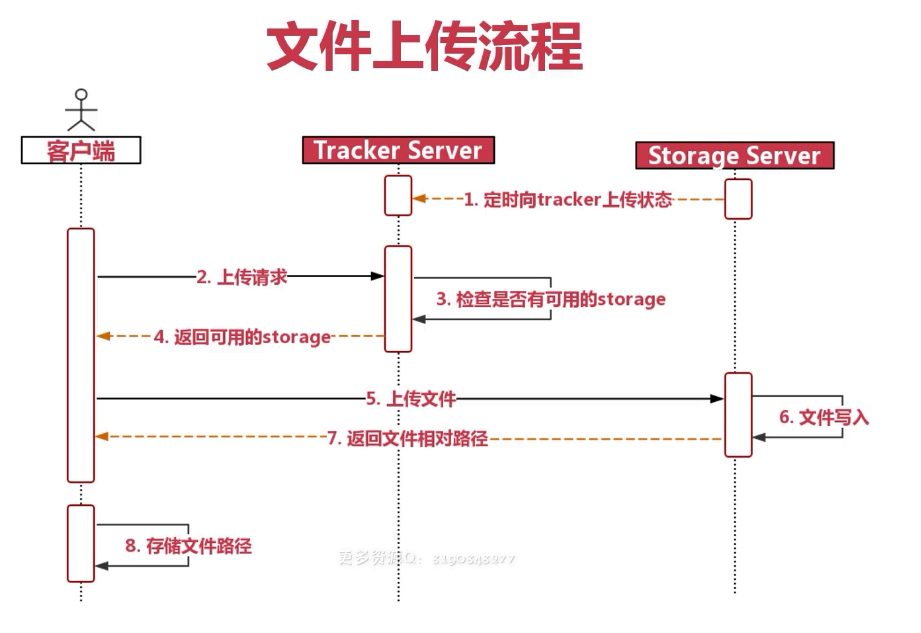 文件上传流程
客户端
Tracker Server
Storage Server
1. 定时向tracker上传状态
2. 上传请求
3. 检查是否有可用的storage
4. 返回可用的storage
5. 上传文件
6. 文件写入
7. 返回文件相对路径
8. 存储文件路径
更多资源Q: